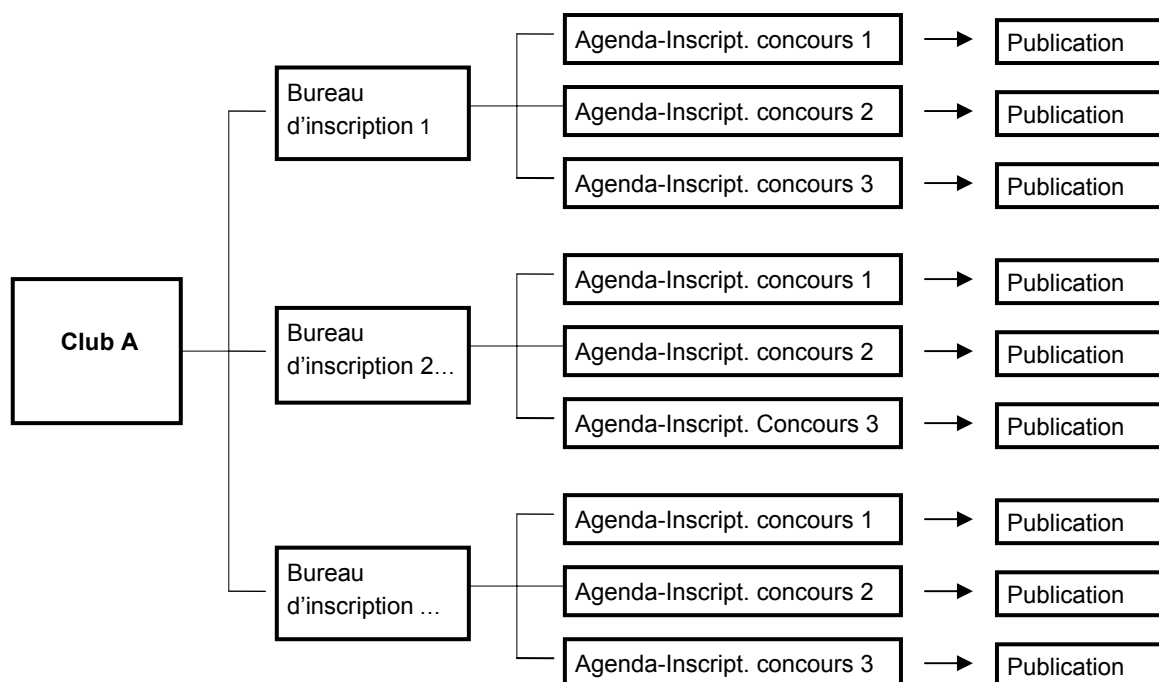 Agenda-Inscript. concours 1
Publication
Bureau
d’inscription 1
Agenda-Inscript. concours 2
Publication
Agenda-Inscript. concours 3
Publication
Club A
Agenda-Inscript. concours 1
Publication
Bureau
d’inscription 2…
Agenda-Inscript. concours 2
Publication
Agenda-Inscript. Concours 3
Publication
Agenda-Inscript. concours 1
Publication
Bureau
d’inscription …
Agenda-Inscript. concours 2
Publication
Agenda-Inscript. concours 3
Publication